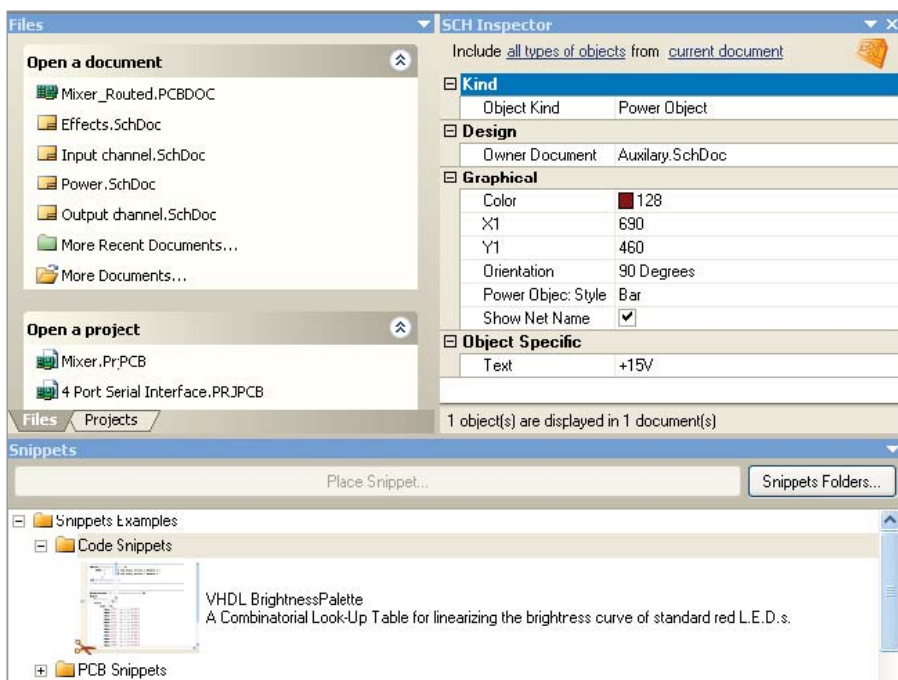 Files
Open a document
Mixer_Routed.PCBDOC
Effects.SchDoc
Input channel.SchDoc
Power.SchDoc
Output channel.SchDoc
More Recent Documents...
More Documents...
Open a project
Mixer.PrjPCB
4 Port Serial Interface.PRJPCB
Files Projects
SCH Inspector
Include all types of objects from current document
Kind
Object Kind Power Object
Design
Owner Document Auxilary.SchDoc
Graphical
Color 128
X1 690
Y1 460
Orientation 90 Degrees
Power Object Style Bar
Show Net Name
Object Specific
Text +15V
1 object(s) are displayed in 1 document(s)
Snippets
Place Snippet...
Snippets Folders...
Snippets Examples
Code Snippets
VHDL BrightnessPalette
A Combinatorial Look-Up Table for linearizing the brightness curve of standard red L.E.D.s.
PCB Snippets